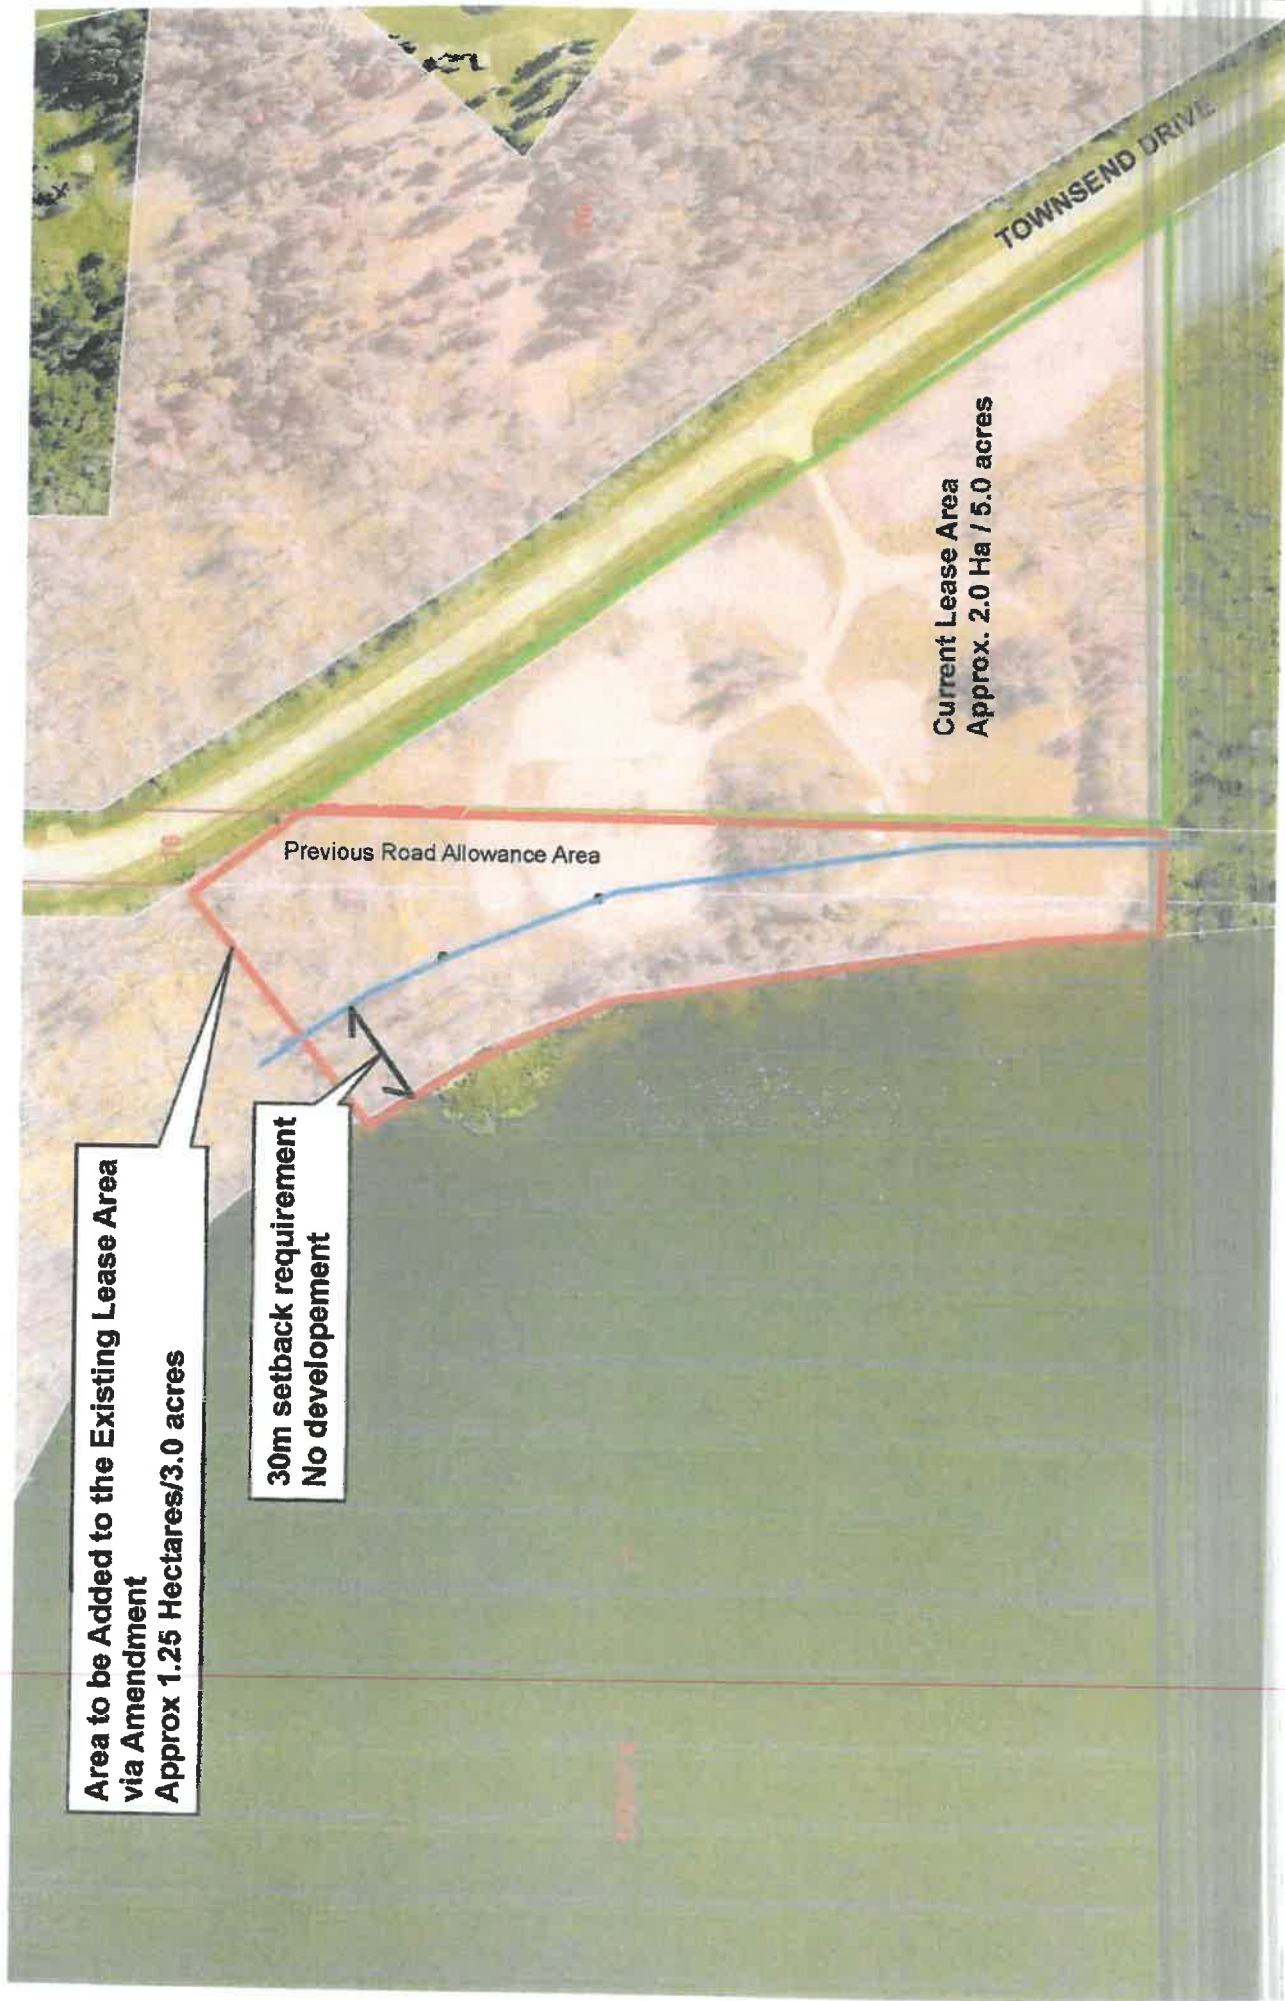 Area to be Added to the Existing Lease Area
via Amendment
Approx 1.25 Hectares/3.0 acres
30m setback requirement
No developement
Previous Road Allowance Area
TOWNSEND DRIVE
Current Lease Area
Approx. 2.0 Ha / 5.0 acres